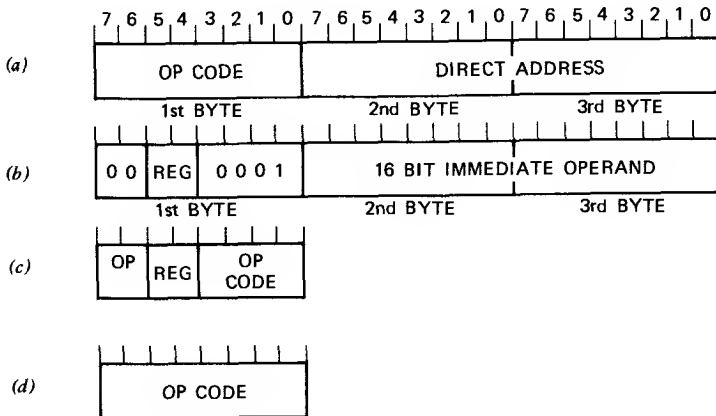 7 6 5 4 3 2 1 0 7 6 5 4 3 2 1 0 7 6 5 4 3 2 1 0
(a) OP CODE DIRECT ADDRESS
1st BYTE 2nd BYTE 3rd BYTE
(b) 0 0 REG 0 0 0 1 16 BIT IMMEDIATE OPERAND
1st BYTE 2nd BYTE 3rd BYTE
(c) OP REG OP
CODE
(d) OP CODE